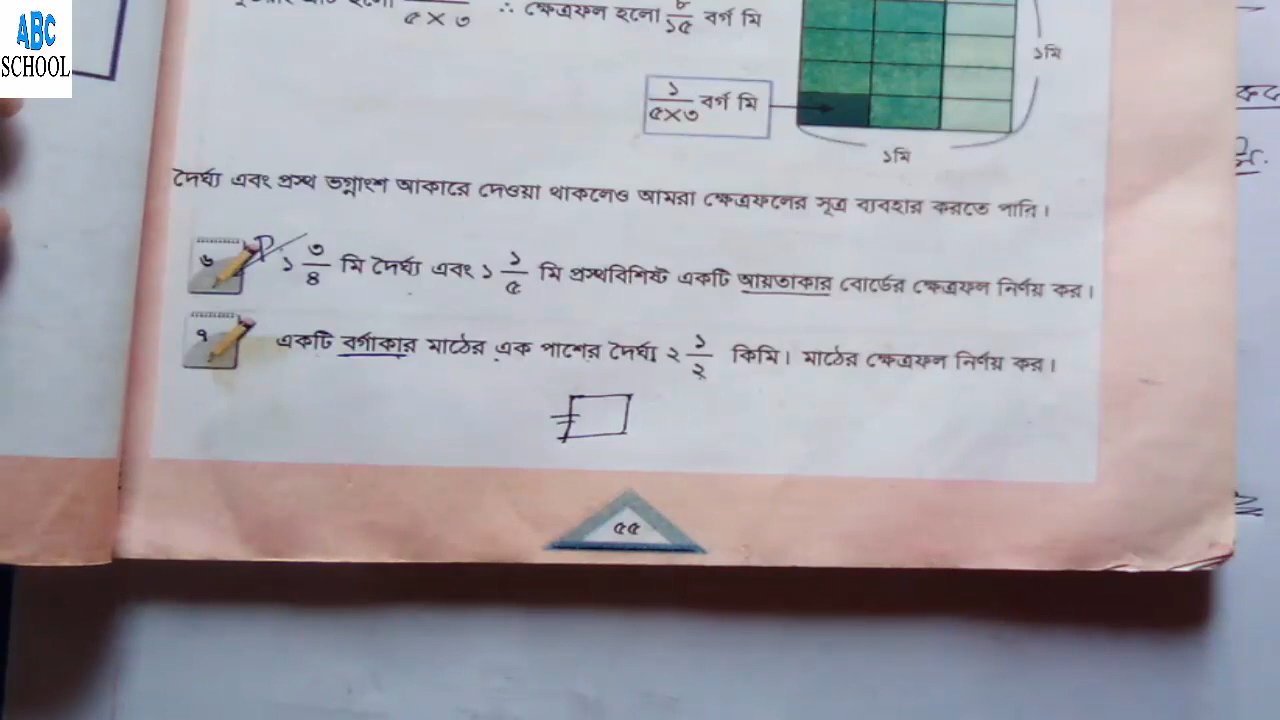 ABC
SCHOOL
৫ × ৩ ∴ ক্ষেত্রফল হলো ৮/১৫ বর্গ মি
১মি
১/৫×৩ বর্গ মি
১মি
দৈর্ঘ্য এবং প্রস্থ ভগ্নাংশ আকারে দেওয়া থাকলেও আমরা ক্ষেত্রফলের সূত্র ব্যবহার করতে পারি।
৬ ১ ৩/৪ মি দৈর্ঘ্য এবং ১ ১/৫ মি প্রস্থবিশিষ্ট একটি আয়তাকার বোর্ডের ক্ষেত্রফল নির্ণয় কর।
৭ একটি বর্গাকার মাঠের এক পাশের দৈর্ঘ্য ২ ১/২ কিমি। মাঠের ক্ষেত্রফল নির্ণয় কর।
৫৫